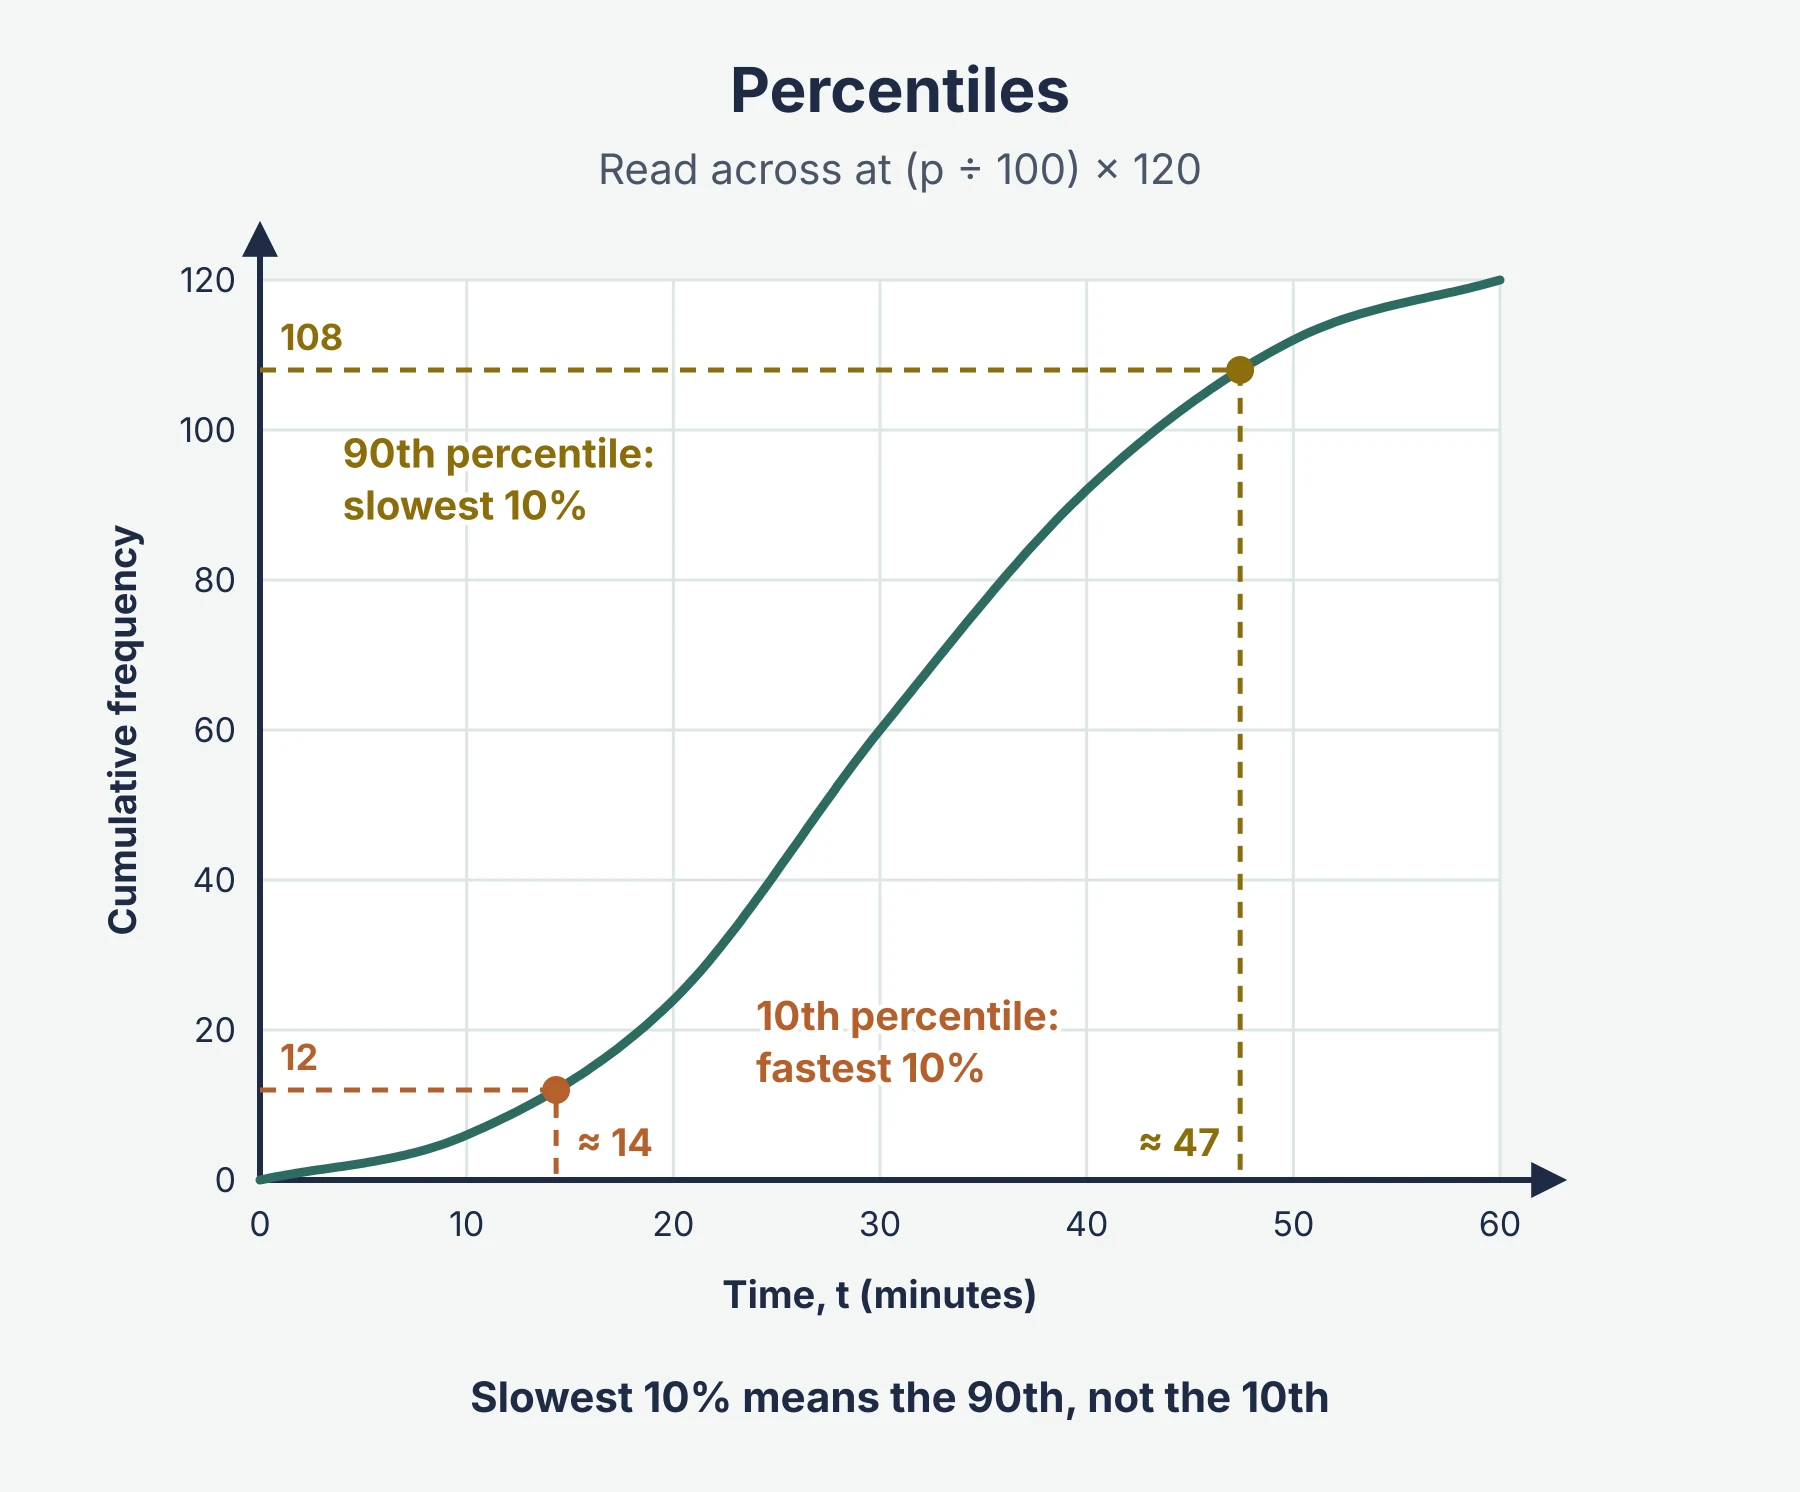 Percentiles
Read across at (p ÷ 100) × 120
120
108
100
90th percentile:
slowest 10%
80
Cumulative frequency
60
40
20
10th percentile:
fastest 10%
12
≈ 14
≈ 47
0
0 10 20 30 40 50 60
Time, t (minutes)
Slowest 10% means the 90th, not the 10th